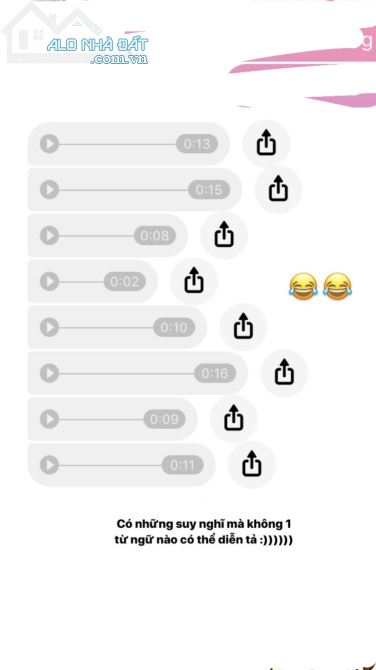 ALO NHÀ ĐẤT
.com.vn
g
0:13
0:15
0:08
0:02
0:10
0:16
0:09
0:11
Có những suy nghĩ mà không 1
từ ngữ nào có thể diễn tả :))))))